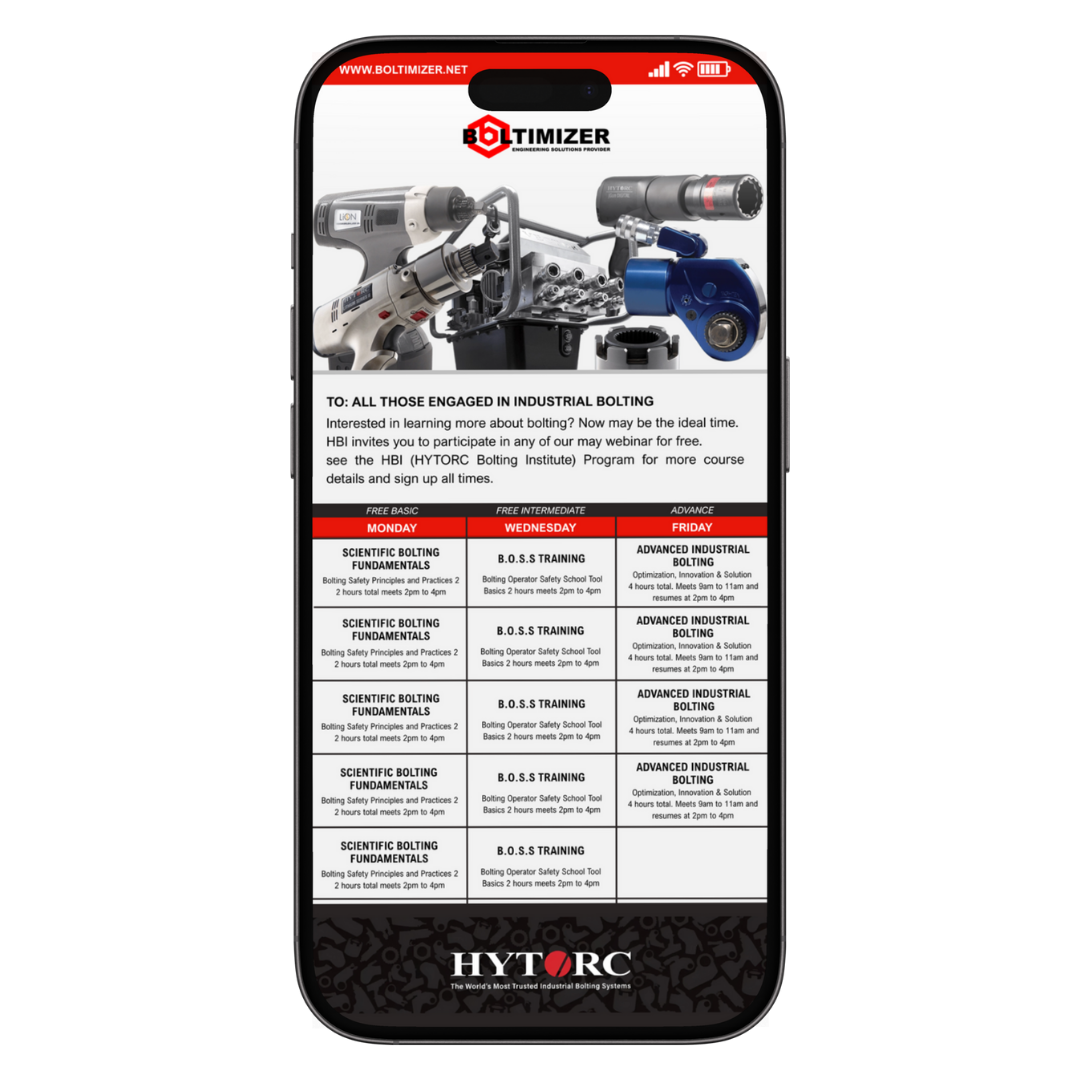 WWW.BOLTIMIZER.NET
BOLTIMIZER
ENGINEERING SOLUTIONS PROVIDER
HYTORC
LION
TO: ALL THOSE ENGAGED IN INDUSTRIAL BOLTING
Interested in learning more about bolting? Now may be the ideal time.
HBI invites you to participate in any of our may webinar for free.
see the HBI (HYTORC Bolting Institute) Program for more course
details and sign up all times.
FREE BASIC FREE INTERMEDIATE ADVANCE
MONDAY WEDNESDAY FRIDAY
SCIENTIFIC BOLTING
FUNDAMENTALS
Bolting Safety Principles and Practices 2
2 hours total meets 2pm to 4pm
B.O.S.S TRAINING
Bolting Operator Safety School Tool
Basics 2 hours meets 2pm to 4pm
ADVANCED INDUSTRIAL
BOLTING
Optimization, Innovation & Solution
4 hours total. Meets 9am to 11am and
resumes at 2pm to 4pm
SCIENTIFIC BOLTING
FUNDAMENTALS
Bolting Safety Principles and Practices 2
2 hours total meets 2pm to 4pm
B.O.S.S TRAINING
Bolting Operator Safety School Tool
Basics 2 hours meets 2pm to 4pm
ADVANCED INDUSTRIAL
BOLTING
Optimization, Innovation & Solution
4 hours total. Meets 9am to 11am and
resumes at 2pm to 4pm
SCIENTIFIC BOLTING
FUNDAMENTALS
Bolting Safety Principles and Practices 2
2 hours total meets 2pm to 4pm
B.O.S.S TRAINING
Bolting Operator Safety School Tool
Basics 2 hours meets 2pm to 4pm
ADVANCED INDUSTRIAL
BOLTING
Optimization, Innovation & Solution
4 hours total. Meets 9am to 11am and
resumes at 2pm to 4pm
SCIENTIFIC BOLTING
FUNDAMENTALS
Bolting Safety Principles and Practices 2
2 hours total meets 2pm to 4pm
B.O.S.S TRAINING
Bolting Operator Safety School Tool
Basics 2 hours meets 2pm to 4pm
ADVANCED INDUSTRIAL
BOLTING
Optimization, Innovation & Solution
4 hours total. Meets 9am to 11am and
resumes at 2pm to 4pm
SCIENTIFIC BOLTING
FUNDAMENTALS
Bolting Safety Principles and Practices 2
2 hours total meets 2pm to 4pm
B.O.S.S TRAINING
Bolting Operator Safety School Tool
Basics 2 hours meets 2pm to 4pm
HYTORC
The World's Most Trusted Industrial Bolting Systems